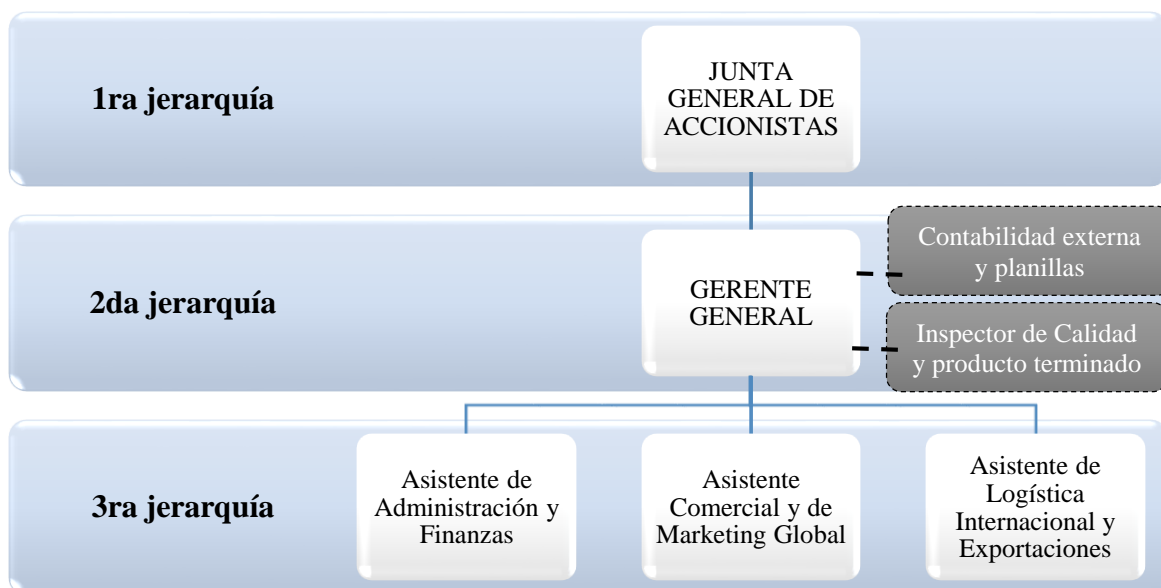 1ra jerarquía
JUNTA
GENERAL DE
ACCIONISTAS
2da jerarquía
GERENTE
GENERAL
Contabilidad externa
y planillas
Inspector de Calidad
y producto terminado
3ra jerarquía
Asistente de
Administración y
Finanzas
Asistente
Comercial y de
Marketing Global
Asistente de
Logística
Internacional y
Exportaciones